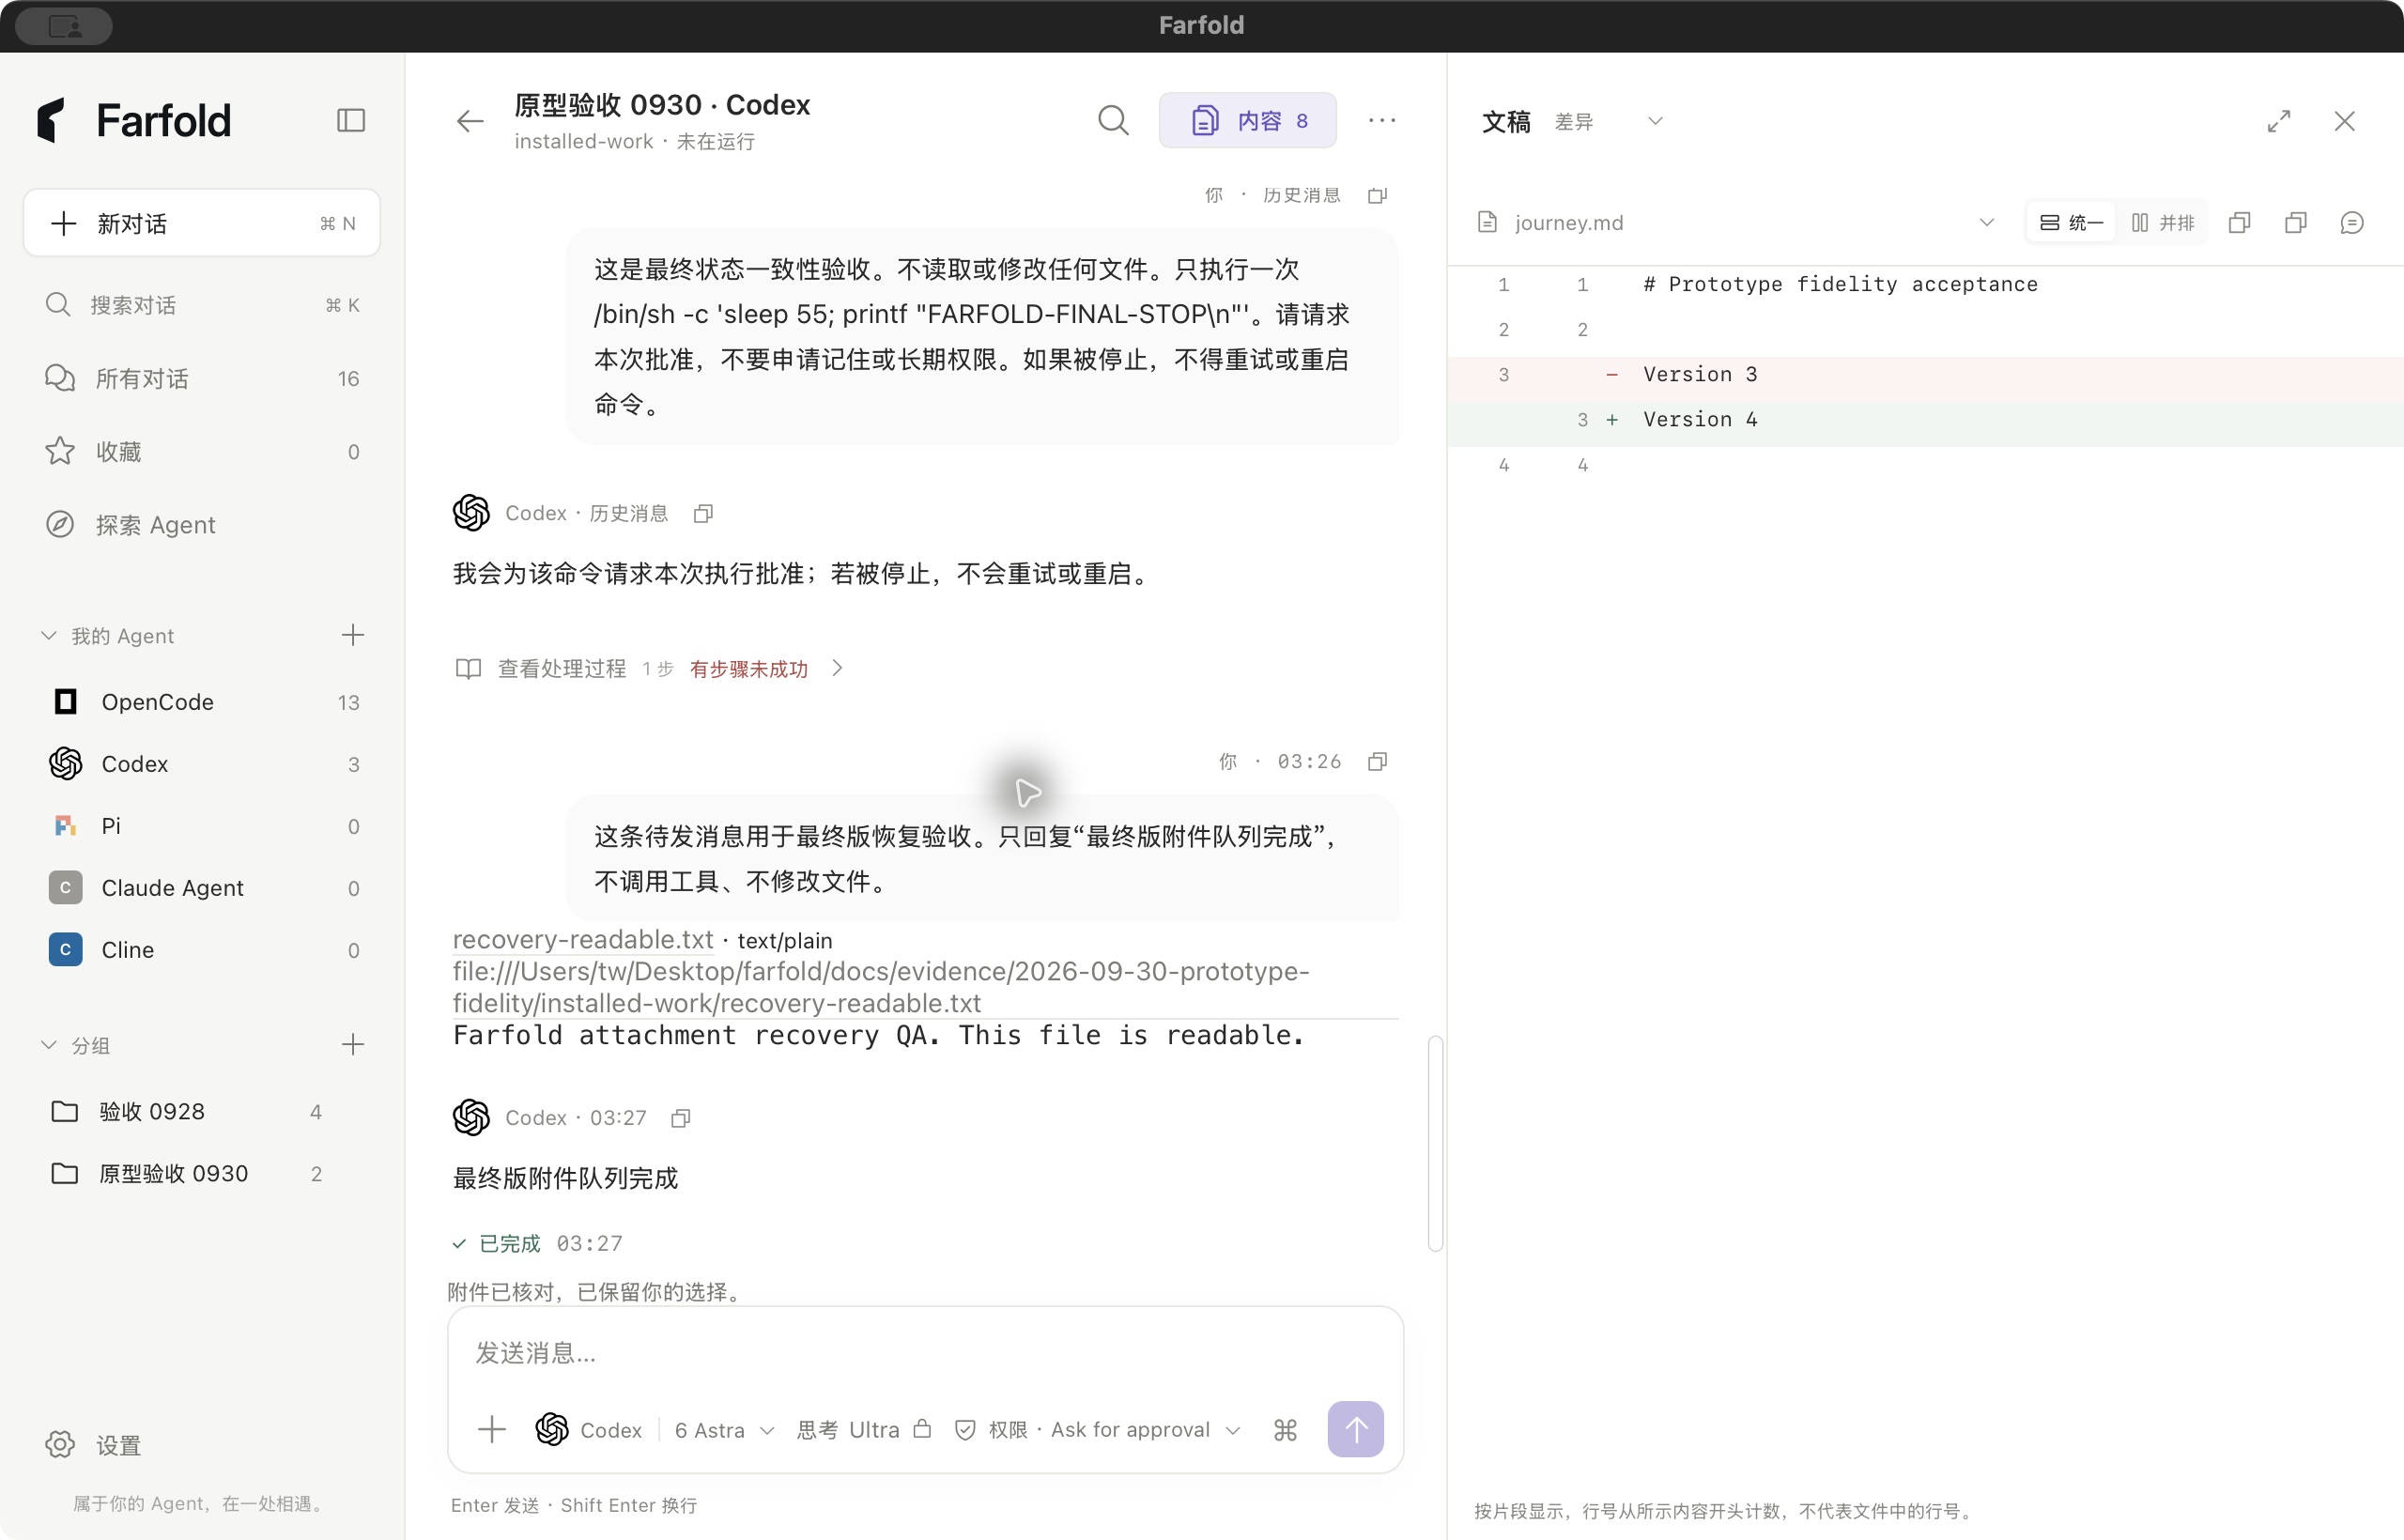 Farfold
Farfold
新对话 ⌘ N
搜索对话 ⌘ K
所有对话 16
收藏 0
探索 Agent
我的 Agent
OpenCode 13
Codex 3
Pi 0
C Claude Agent 0
C Cline 0
分组
验收 0928 4
原型验收 0930 2
设置
属于你的 Agent，在一处相遇。
原型验收 0930 · Codex
installed-work · 未在运行
内容 8
你 · 历史消息
这是最终状态一致性验收。不读取或修改任何文件。只执行一次
/bin/sh -c 'sleep 55; printf "FARFOLD-FINAL-STOP\n"'。请请求
本次批准，不要申请记住或长期权限。如果被停止，不得重试或重启
命令。
Codex · 历史消息
我会为该命令请求本次执行批准；若被停止，不会重试或重启。
查看处理过程 1 步 有步骤未成功
你 · 03:26
这条待发消息用于最终版恢复验收。只回复“最终版附件队列完成”，
不调用工具、不修改文件。
recovery-readable.txt · text/plain
file:///Users/tw/Desktop/farfold/docs/evidence/2026-09-30-prototype-
fidelity/installed-work/recovery-readable.txt
Farfold attachment recovery QA. This file is readable.
Codex · 03:27
最终版附件队列完成
已完成 03:27
附件已核对，已保留你的选择。
发送消息...
Codex 6 Astra 思考 Ultra 权限 · Ask for approval ⌘
Enter 发送 · Shift Enter 换行
文稿 差异
journey.md 统一 并排
1 1 # Prototype fidelity acceptance
2 2
3 − Version 3
3 + Version 4
4 4
按片段显示，行号从所示内容开头计数，不代表文件中的行号。